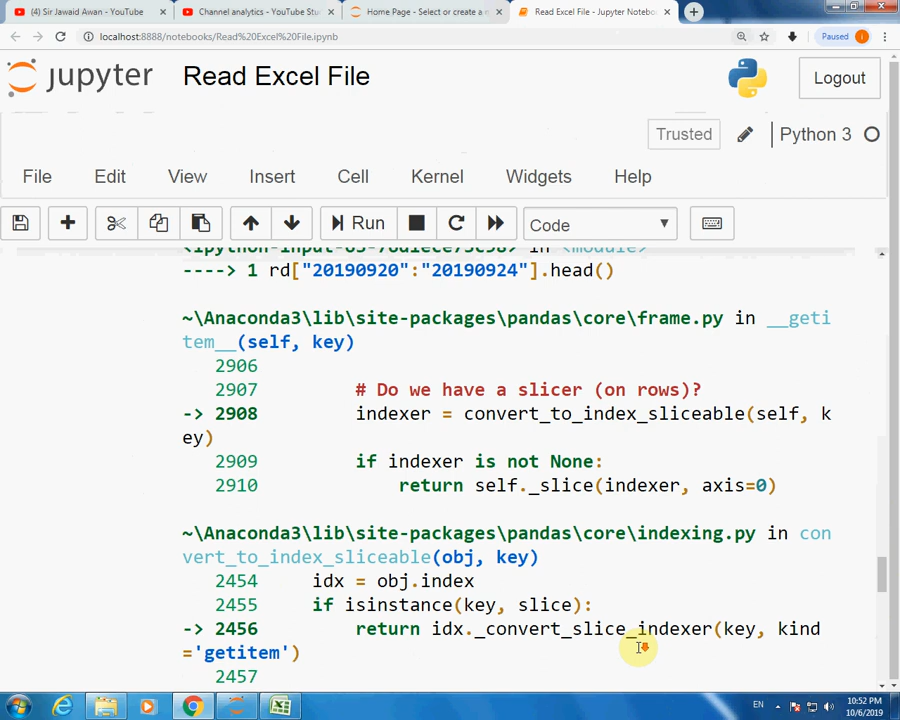 (4) Sir Jawaid Awan - YouTube
Channel analytics - YouTube Stu
Home Page - Select or create a n
Read Excel File - Jupyter Notebo
localhost:8888/notebooks/Read%20Excel%20File.ipynb
Paused
jupyter
Read Excel File
Logout
Trusted
Python 3
File Edit View Insert Cell Kernel Widgets Help
Run
Code
in <module>
----> 1 rd["20190920":"20190924"].head()
~\Anaconda3\lib\site-packages\pandas\core\frame.py in __geti
tem__(self, key)
2906
2907 # Do we have a slicer (on rows)?
-> 2908 indexer = convert_to_index_sliceable(self, k
ey)
2909 if indexer is not None:
2910 return self._slice(indexer, axis=0)
~\Anaconda3\lib\site-packages\pandas\core\indexing.py in con
vert_to_index_sliceable(obj, key)
2454 idx = obj.index
2455 if isinstance(key, slice):
-> 2456 return idx._convert_slice_indexer(key, kind
='getitem')
2457
EN
10:52 PM
10/6/2019